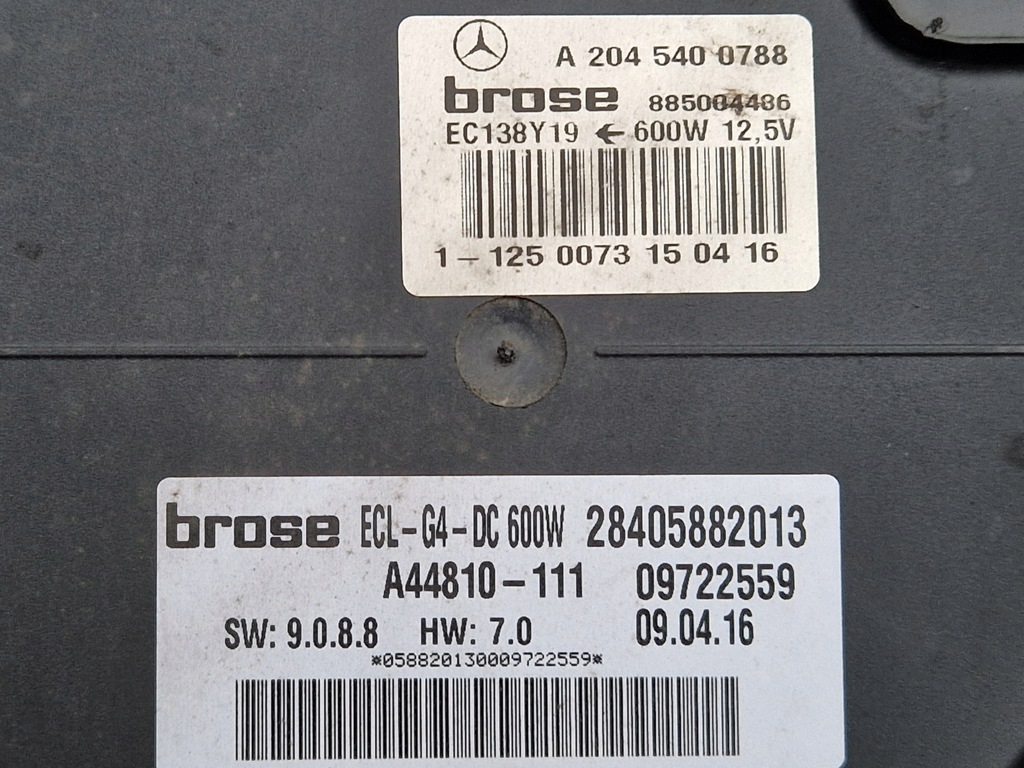 A 204 540 0788
brose 885004486
EC138Y19 ← 600W 12,5V
1 - 125 0073 15 04 16
brose ECL-G4-DC 600W 28405882013
A44810-111 09722559
SW: 9.0.8.8 HW: 7.0 09.04.16
*058820130009722559*